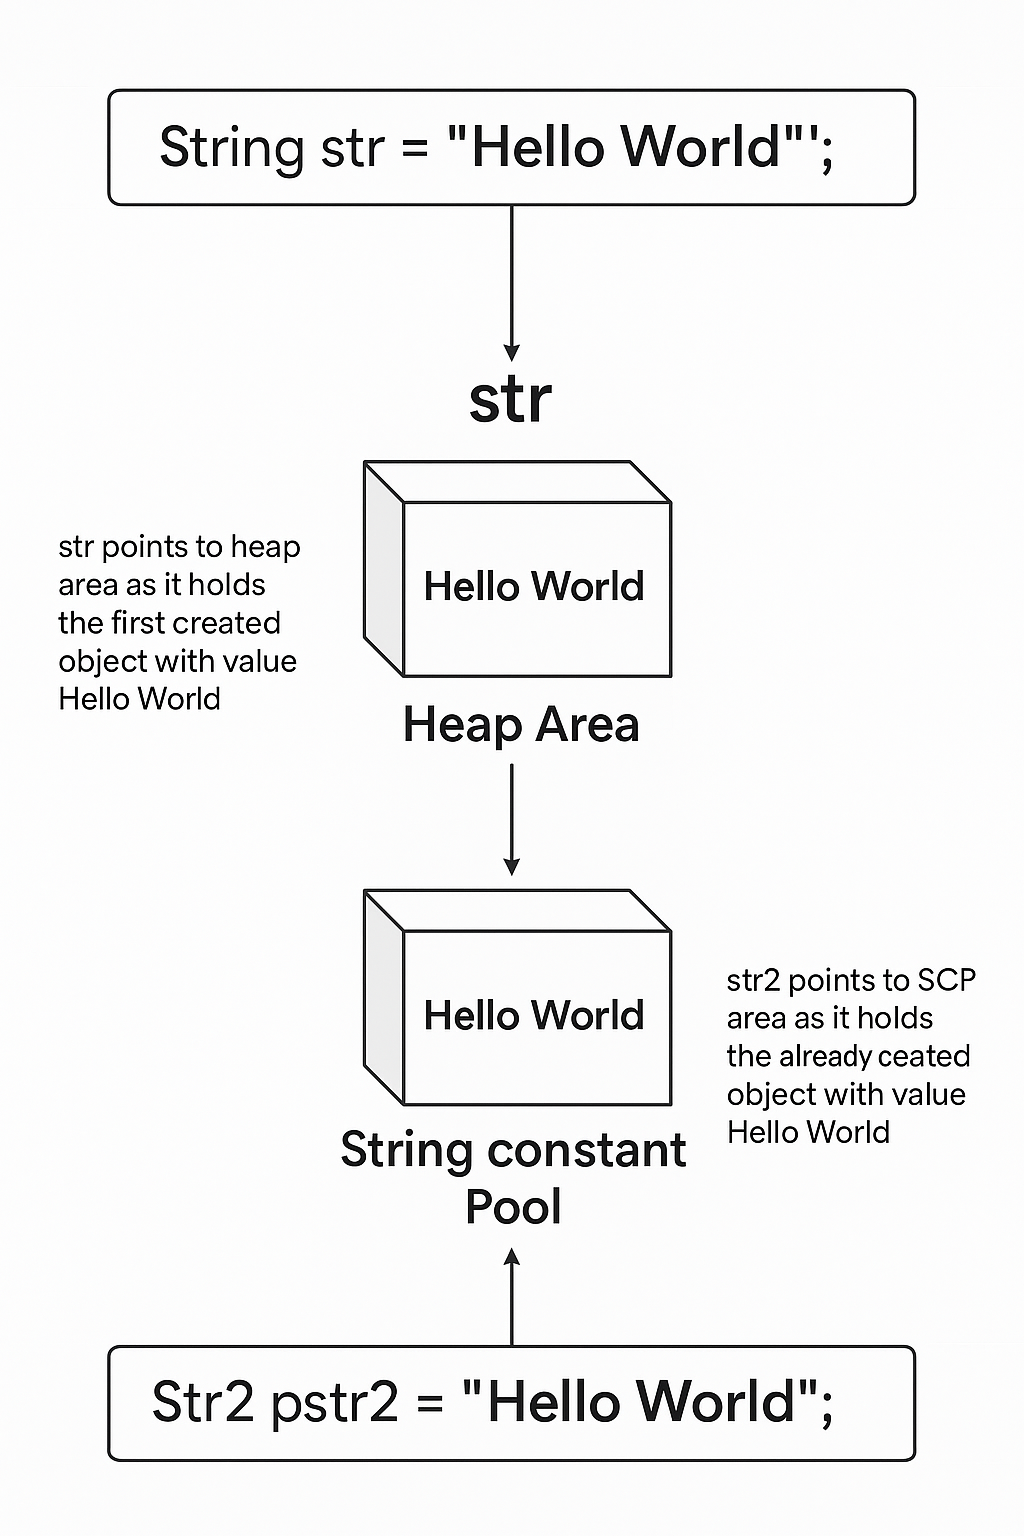 String str = "Hello World"';
str
Hello World
str points to heap
area as it holds
the first created
object with value
Hello World
Heap Area
Hello World
str2 points to SCP
area as it holds
the already ceated
object with value
Hello World
String constant
Pool
Str2 pstr2 = "Hello World";